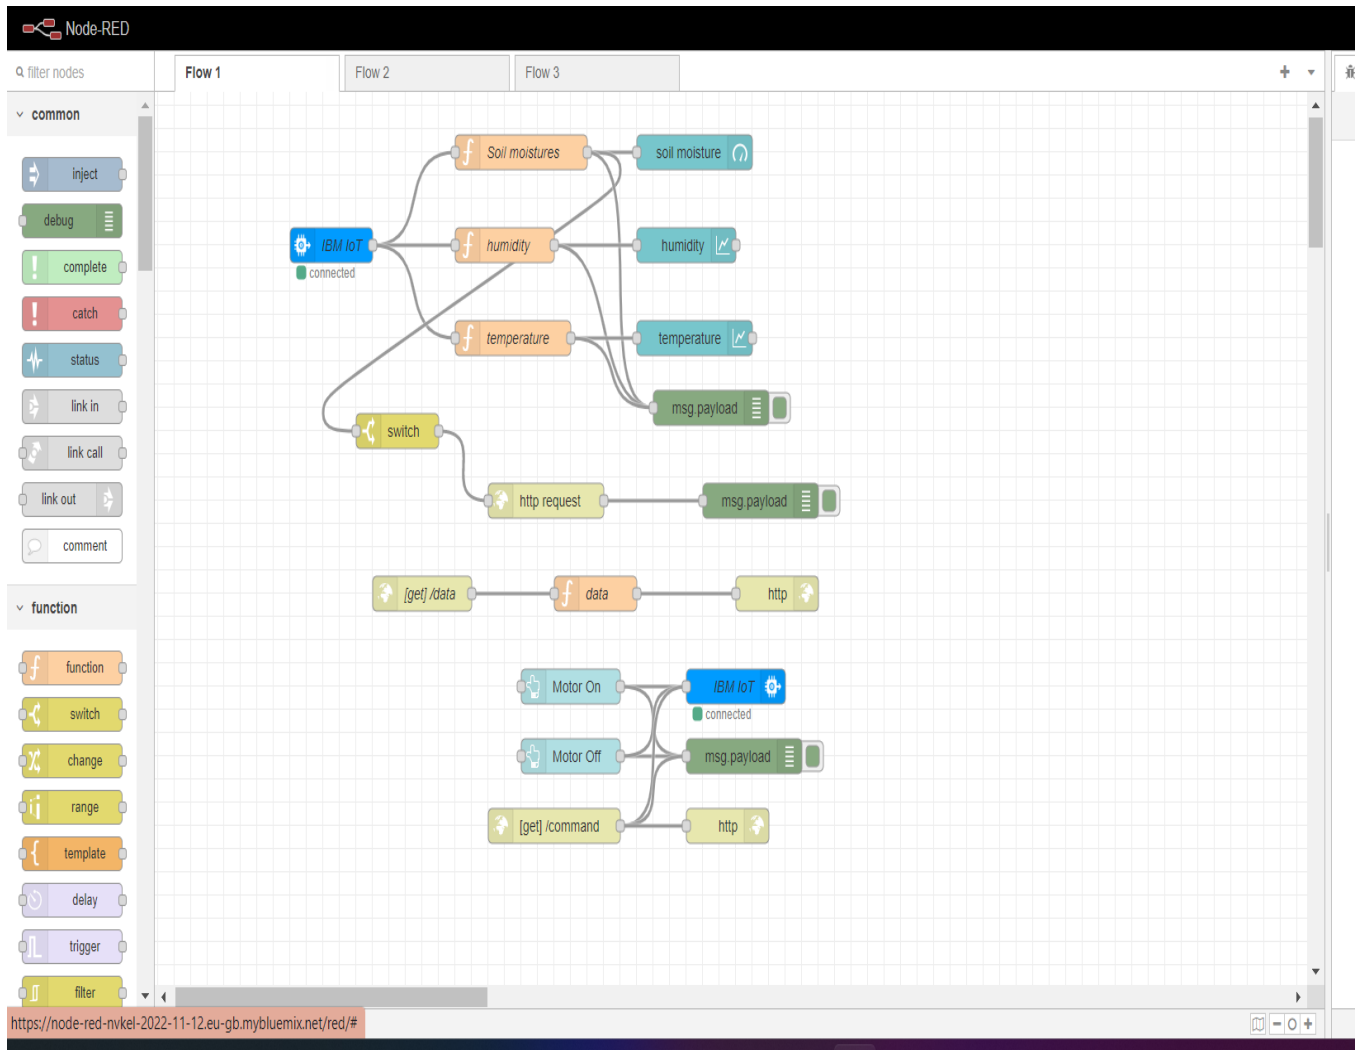 Node-RED
filter nodes
Flow 1
Flow 2
Flow 3
common
inject
debug
complete
catch
status
link in
link call
link out
comment
function
function
switch
change
range
template
delay
trigger
filter
Soil moistures
soil moisture
IBM IoT
connected
humidity
humidity
temperature
temperature
msg.payload
switch
http request
msg.payload
[get] /data
data
http
Motor On
IBM IoT
connected
Motor Off
msg.payload
[get] /command
http
https://node-red-nvkel-2022-11-12.eu-gb.mybluemix.net/red/#